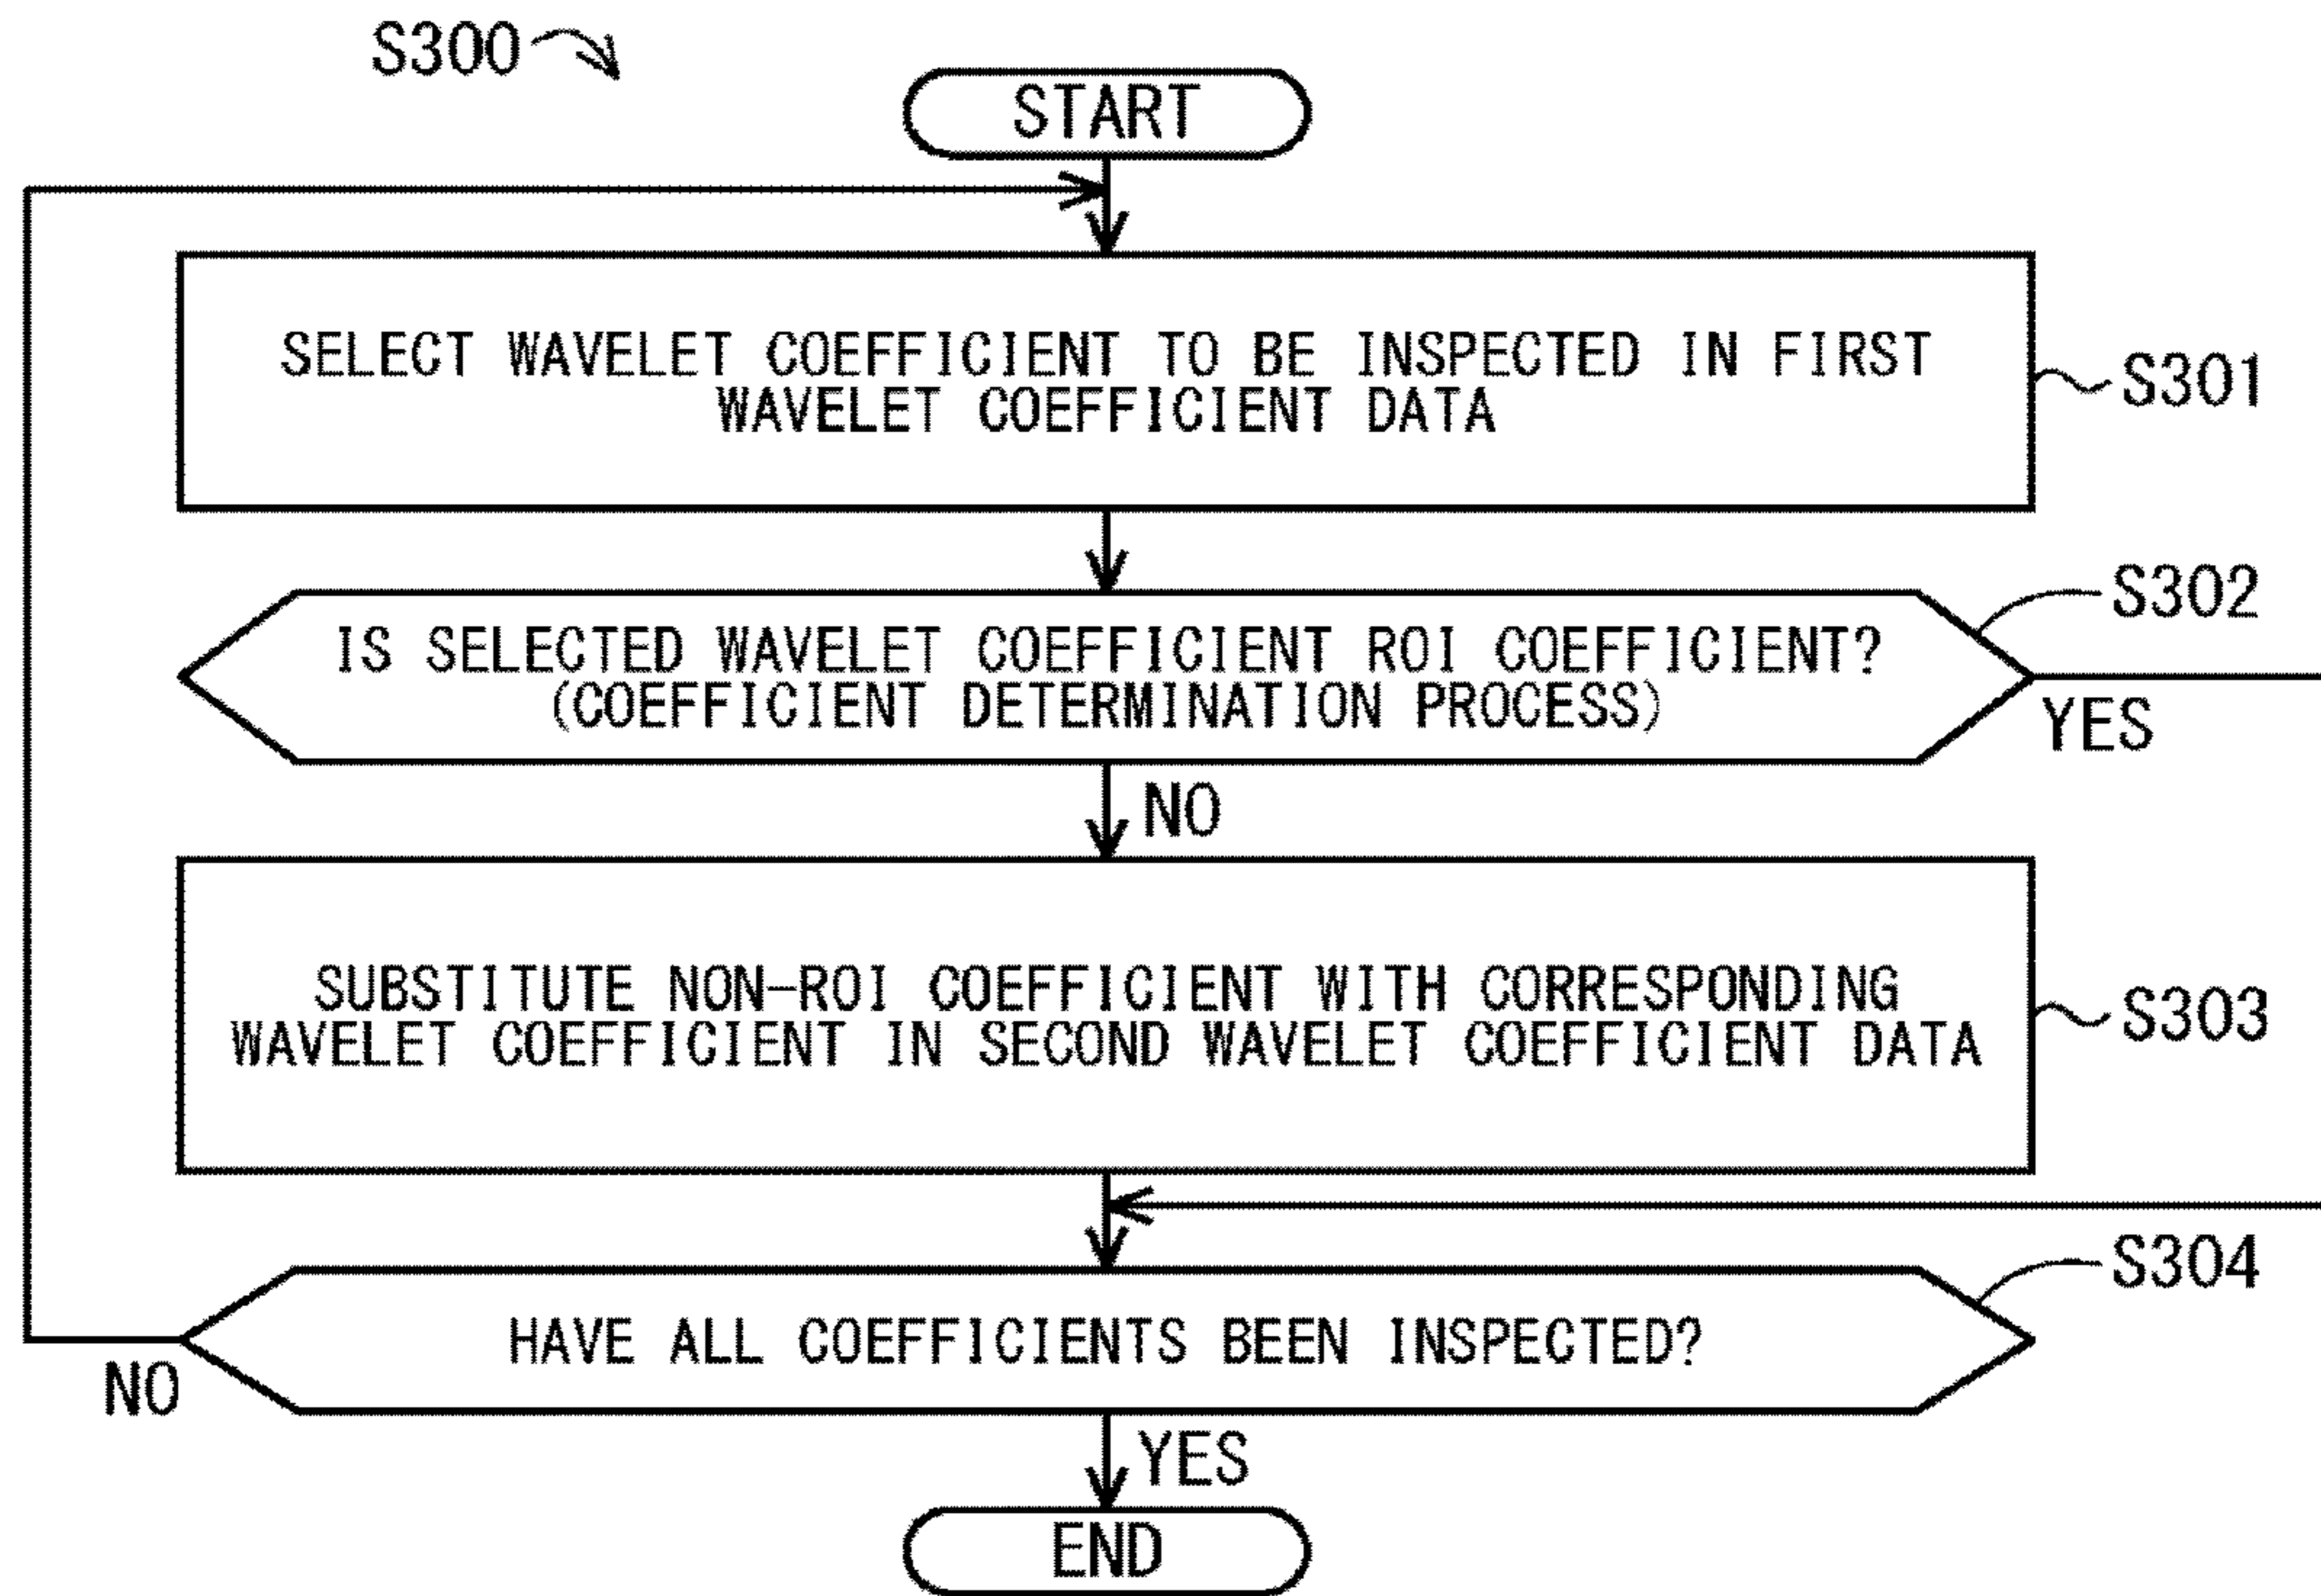 S300
START
SELECT WAVELET COEFFICIENT TO BE INSPECTED IN FIRST
WAVELET COEFFICIENT DATA
S301
S302
IS SELECTED WAVELET COEFFICIENT ROI COEFFICIENT?
(COEFFICIENT DETERMINATION PROCESS)
YES
NO
SUBSTITUTE NON-ROI COEFFICIENT WITH CORRESPONDING
WAVELET COEFFICIENT IN SECOND WAVELET COEFFICIENT DATA
S303
S304
HAVE ALL COEFFICIENTS BEEN INSPECTED?
NO
YES
END